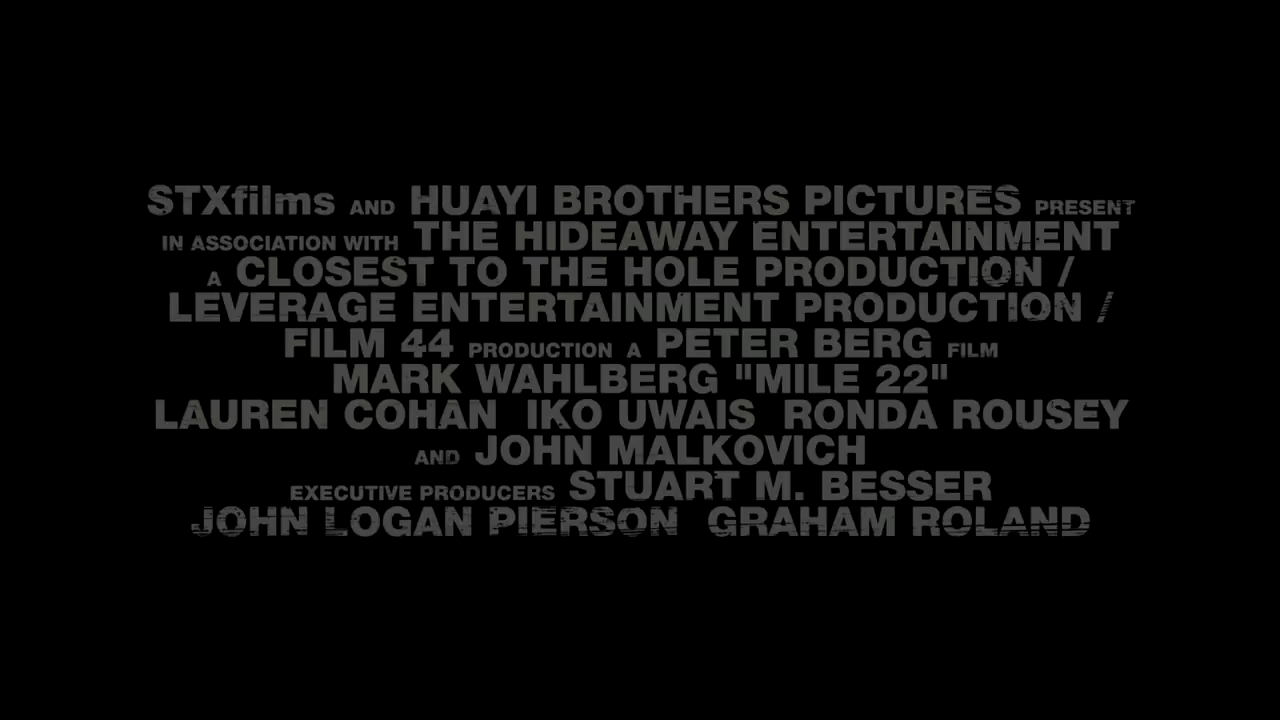 STXfilms AND HUAYI BROTHERS PICTURES PRESENT
IN ASSOCIATION WITH THE HIDEAWAY ENTERTAINMENT
A CLOSEST TO THE HOLE PRODUCTION /
LEVERAGE ENTERTAINMENT PRODUCTION /
FILM 44 PRODUCTION A PETER BERG FILM
MARK WAHLBERG "MILE 22"
LAUREN COHAN IKO UWAIS RONDA ROUSEY
AND JOHN MALKOVICH
EXECUTIVE PRODUCERS STUART M. BESSER
JOHN LOGAN PIERSON GRAHAM ROLAND